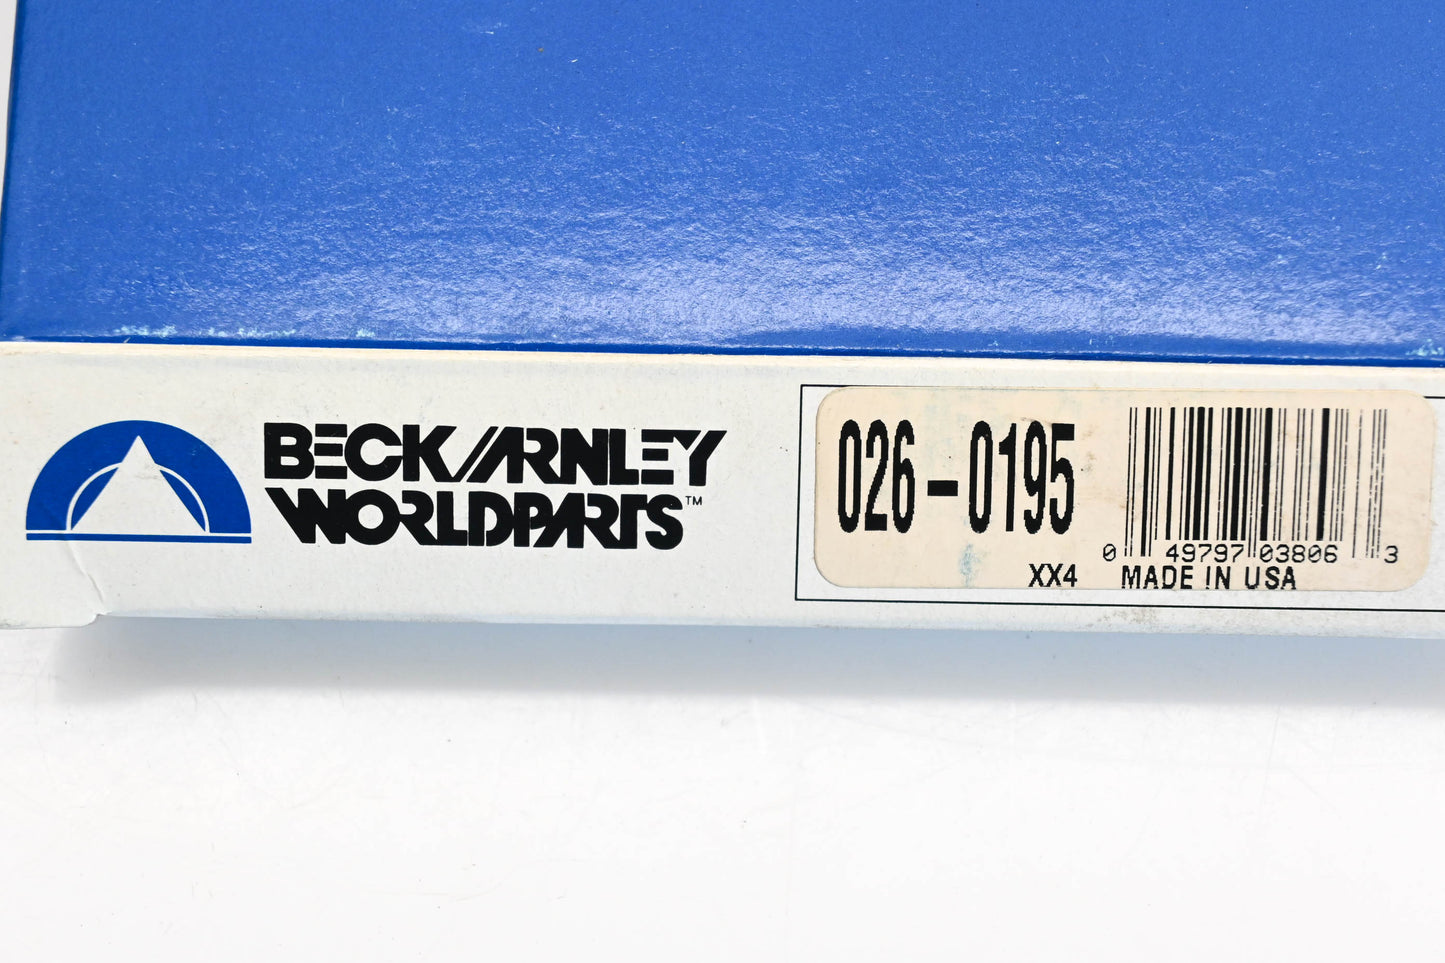 BECK/ARNLEY
WORLDPARTS™
026-0195
0 49797 03806 3
XX4 MADE IN USA